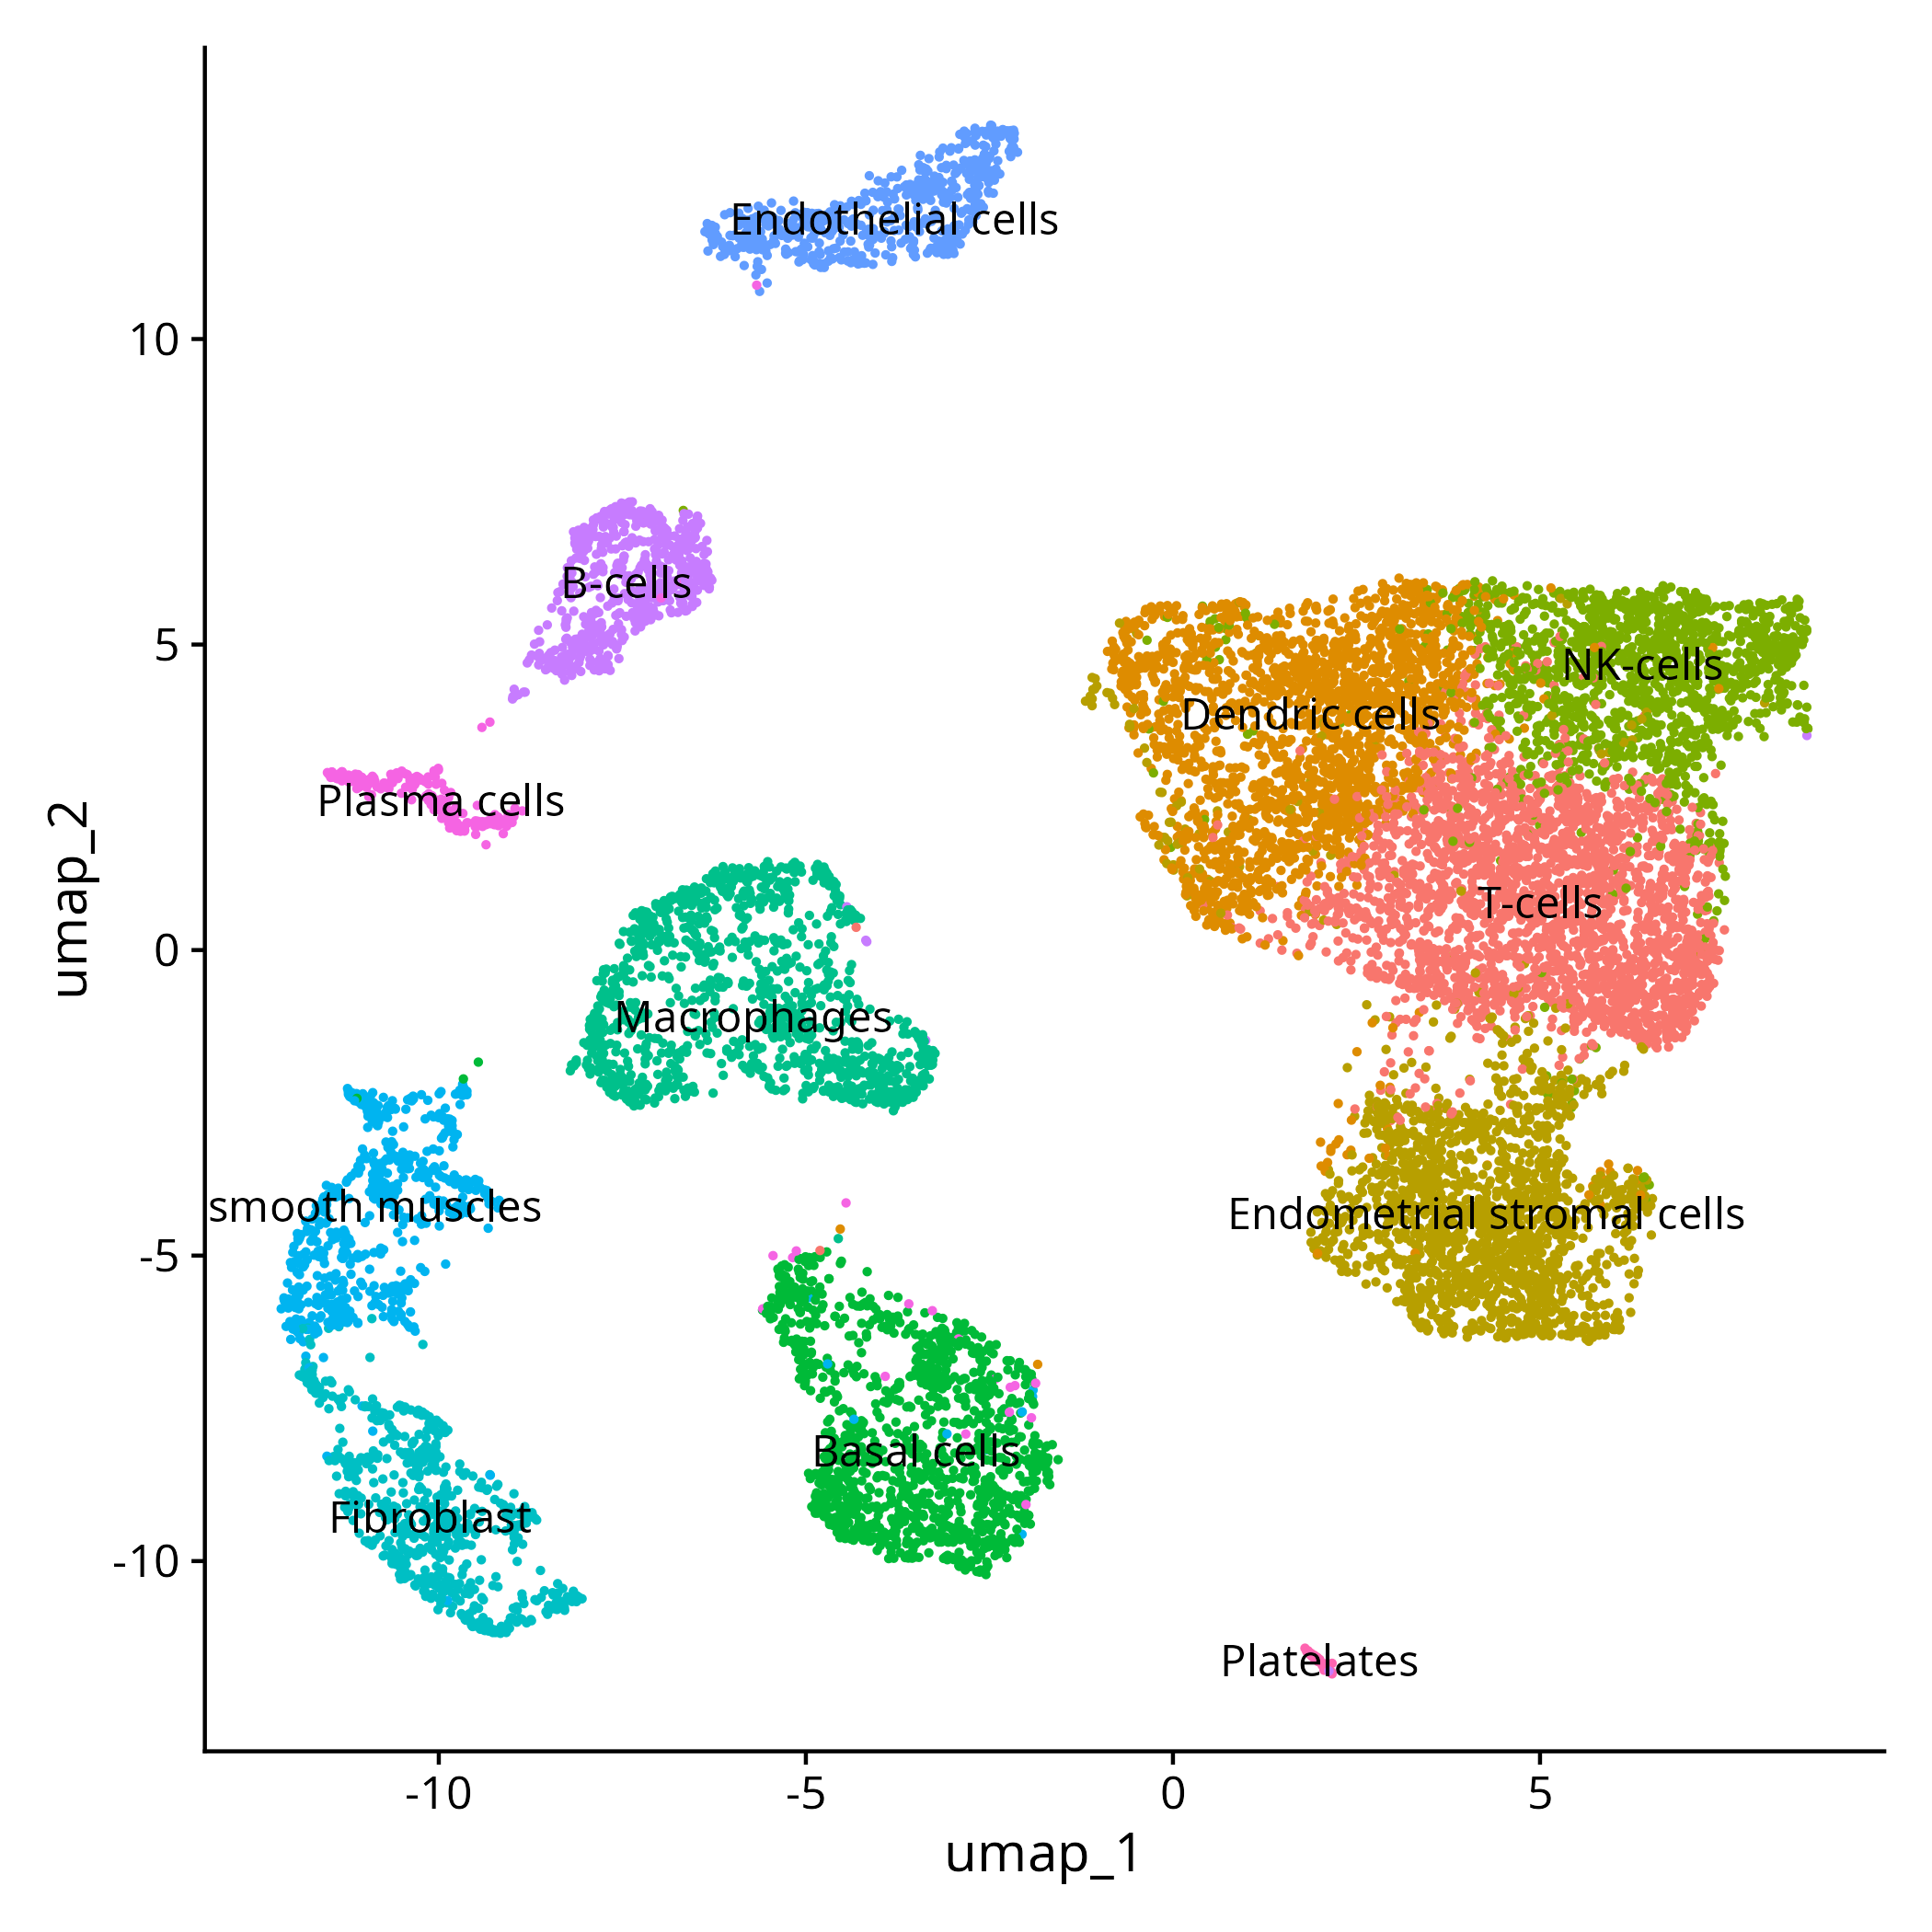 Endothelial cells
10
B-cells
5
NK-cells
Dendric cells
Plasma cells
T-cells
umap_2
0
Macrophages
smooth muscles
Endometrial stromal cells
-5
Basal cells
Fibroblast
-10
Platelates
-10
-5
0
5
umap_1